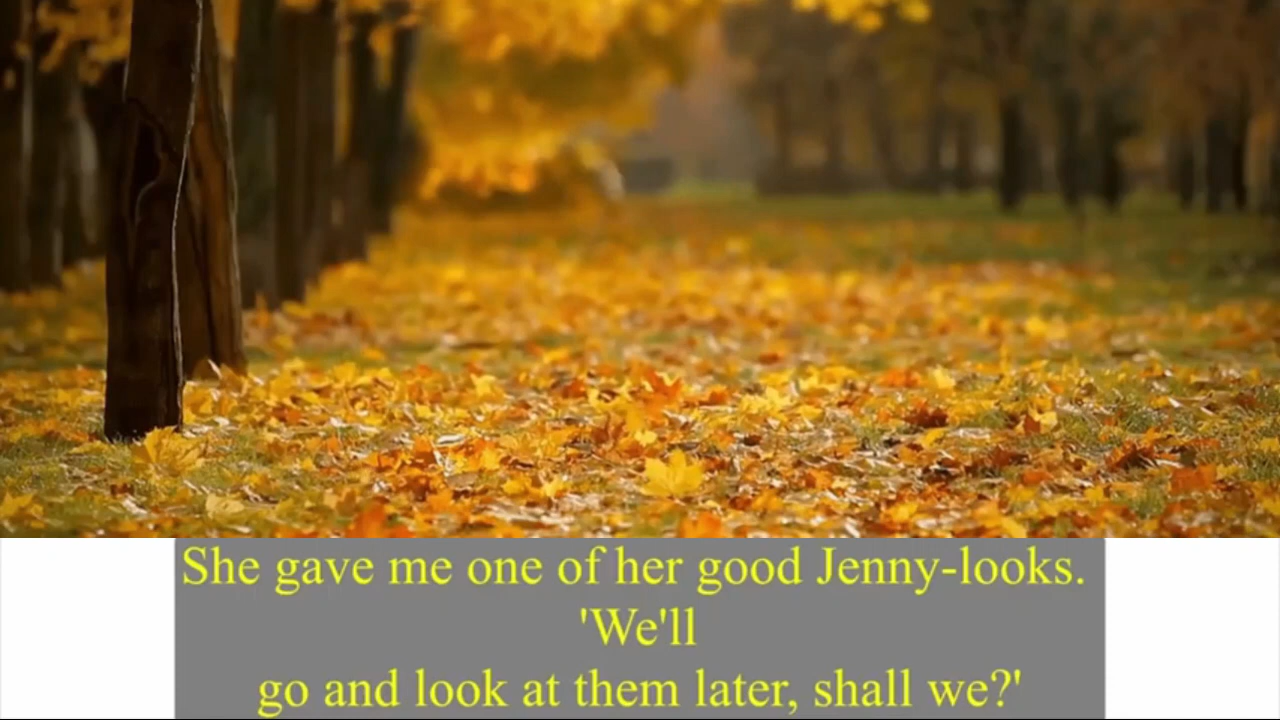 She gave me one of her good Jenny-looks.
'We'll
go and look at them later, shall we?'